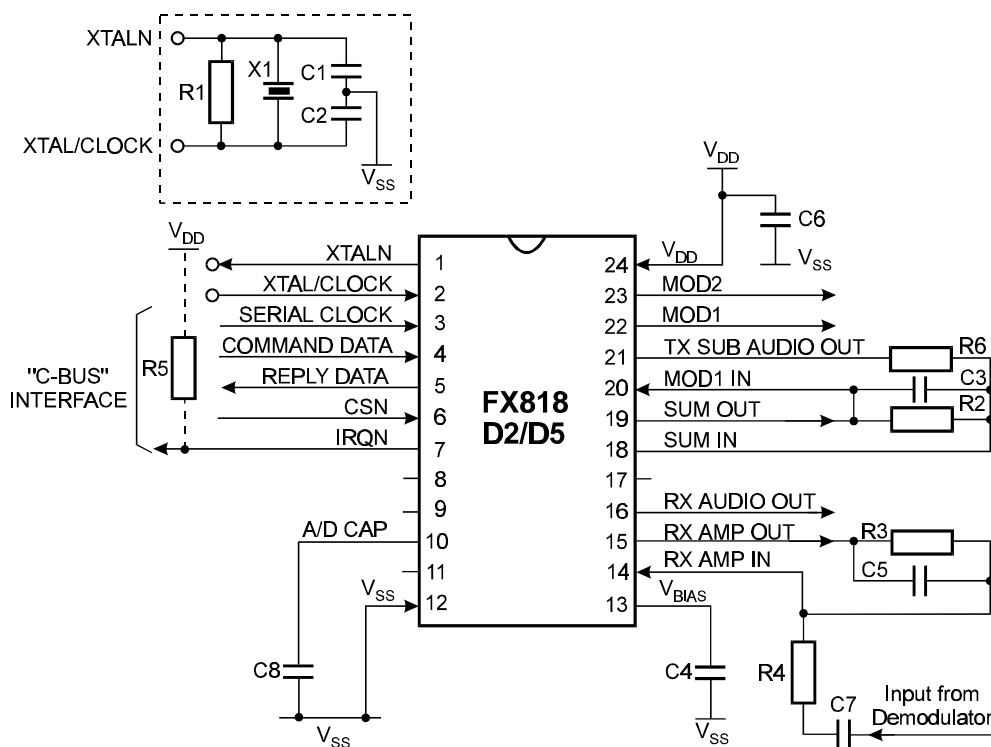 XTALN
R1
X1
C1
C2
XTAL/CLOCK
VSS
VDD
C6
VSS
VDD
XTALN
XTAL/CLOCK
SERIAL CLOCK
COMMAND DATA
REPLY DATA
CSN
IRQN
"C-BUS"
INTERFACE
R5
1
2
3
4
5
6
7
8
9
10
11
12
A/D CAP
VSS
C8
VSS
FX818
D2/D5
24
23
22
21
20
19
18
17
16
15
14
13
VDD
MOD2
MOD1
TX SUB AUDIO OUT
R6
MOD1 IN
C3
SUM OUT
R2
SUM IN
RX AUDIO OUT
RX AMP OUT
R3
RX AMP IN
C5
VBIAS
C4
VSS
R4
C7
Input from
Demodulator